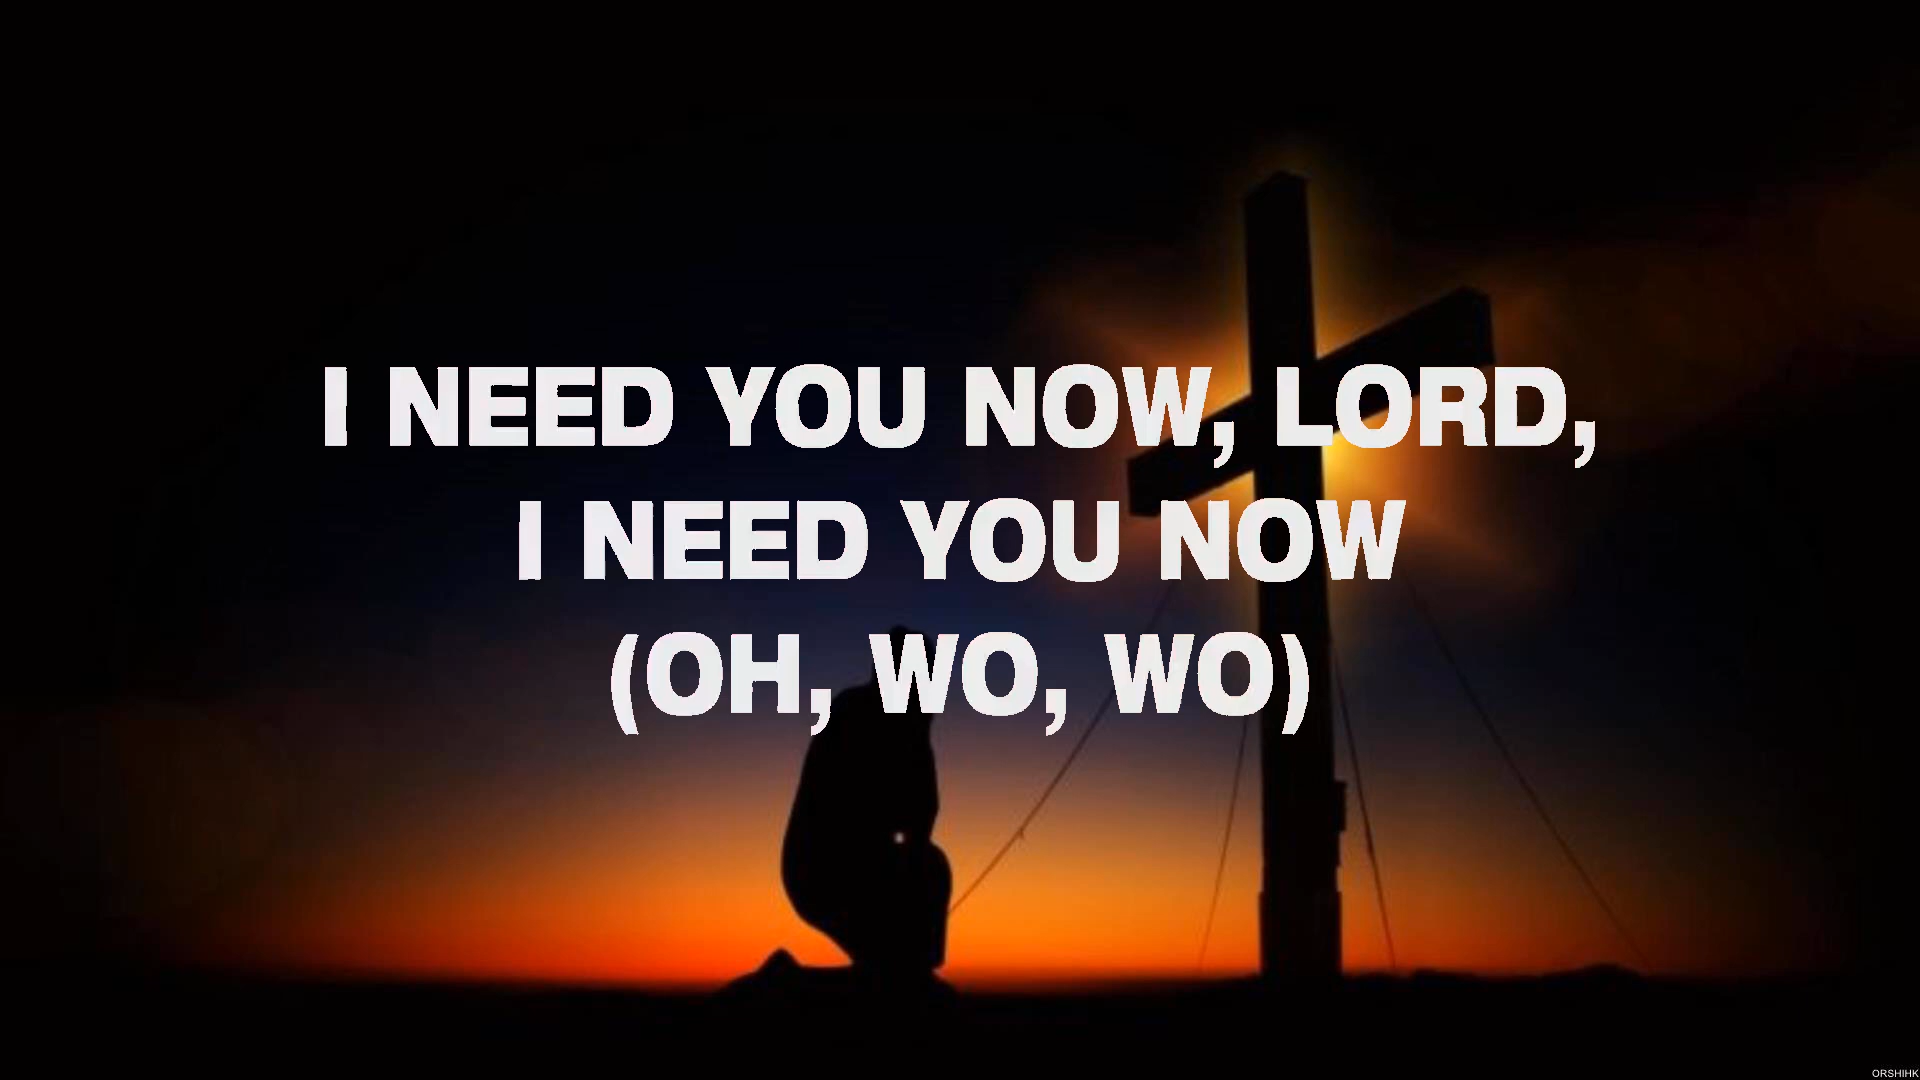 I NEED YOU NOW, LORD,
I NEED YOU NOW
(OH, WO, WO)
ORSHIHK